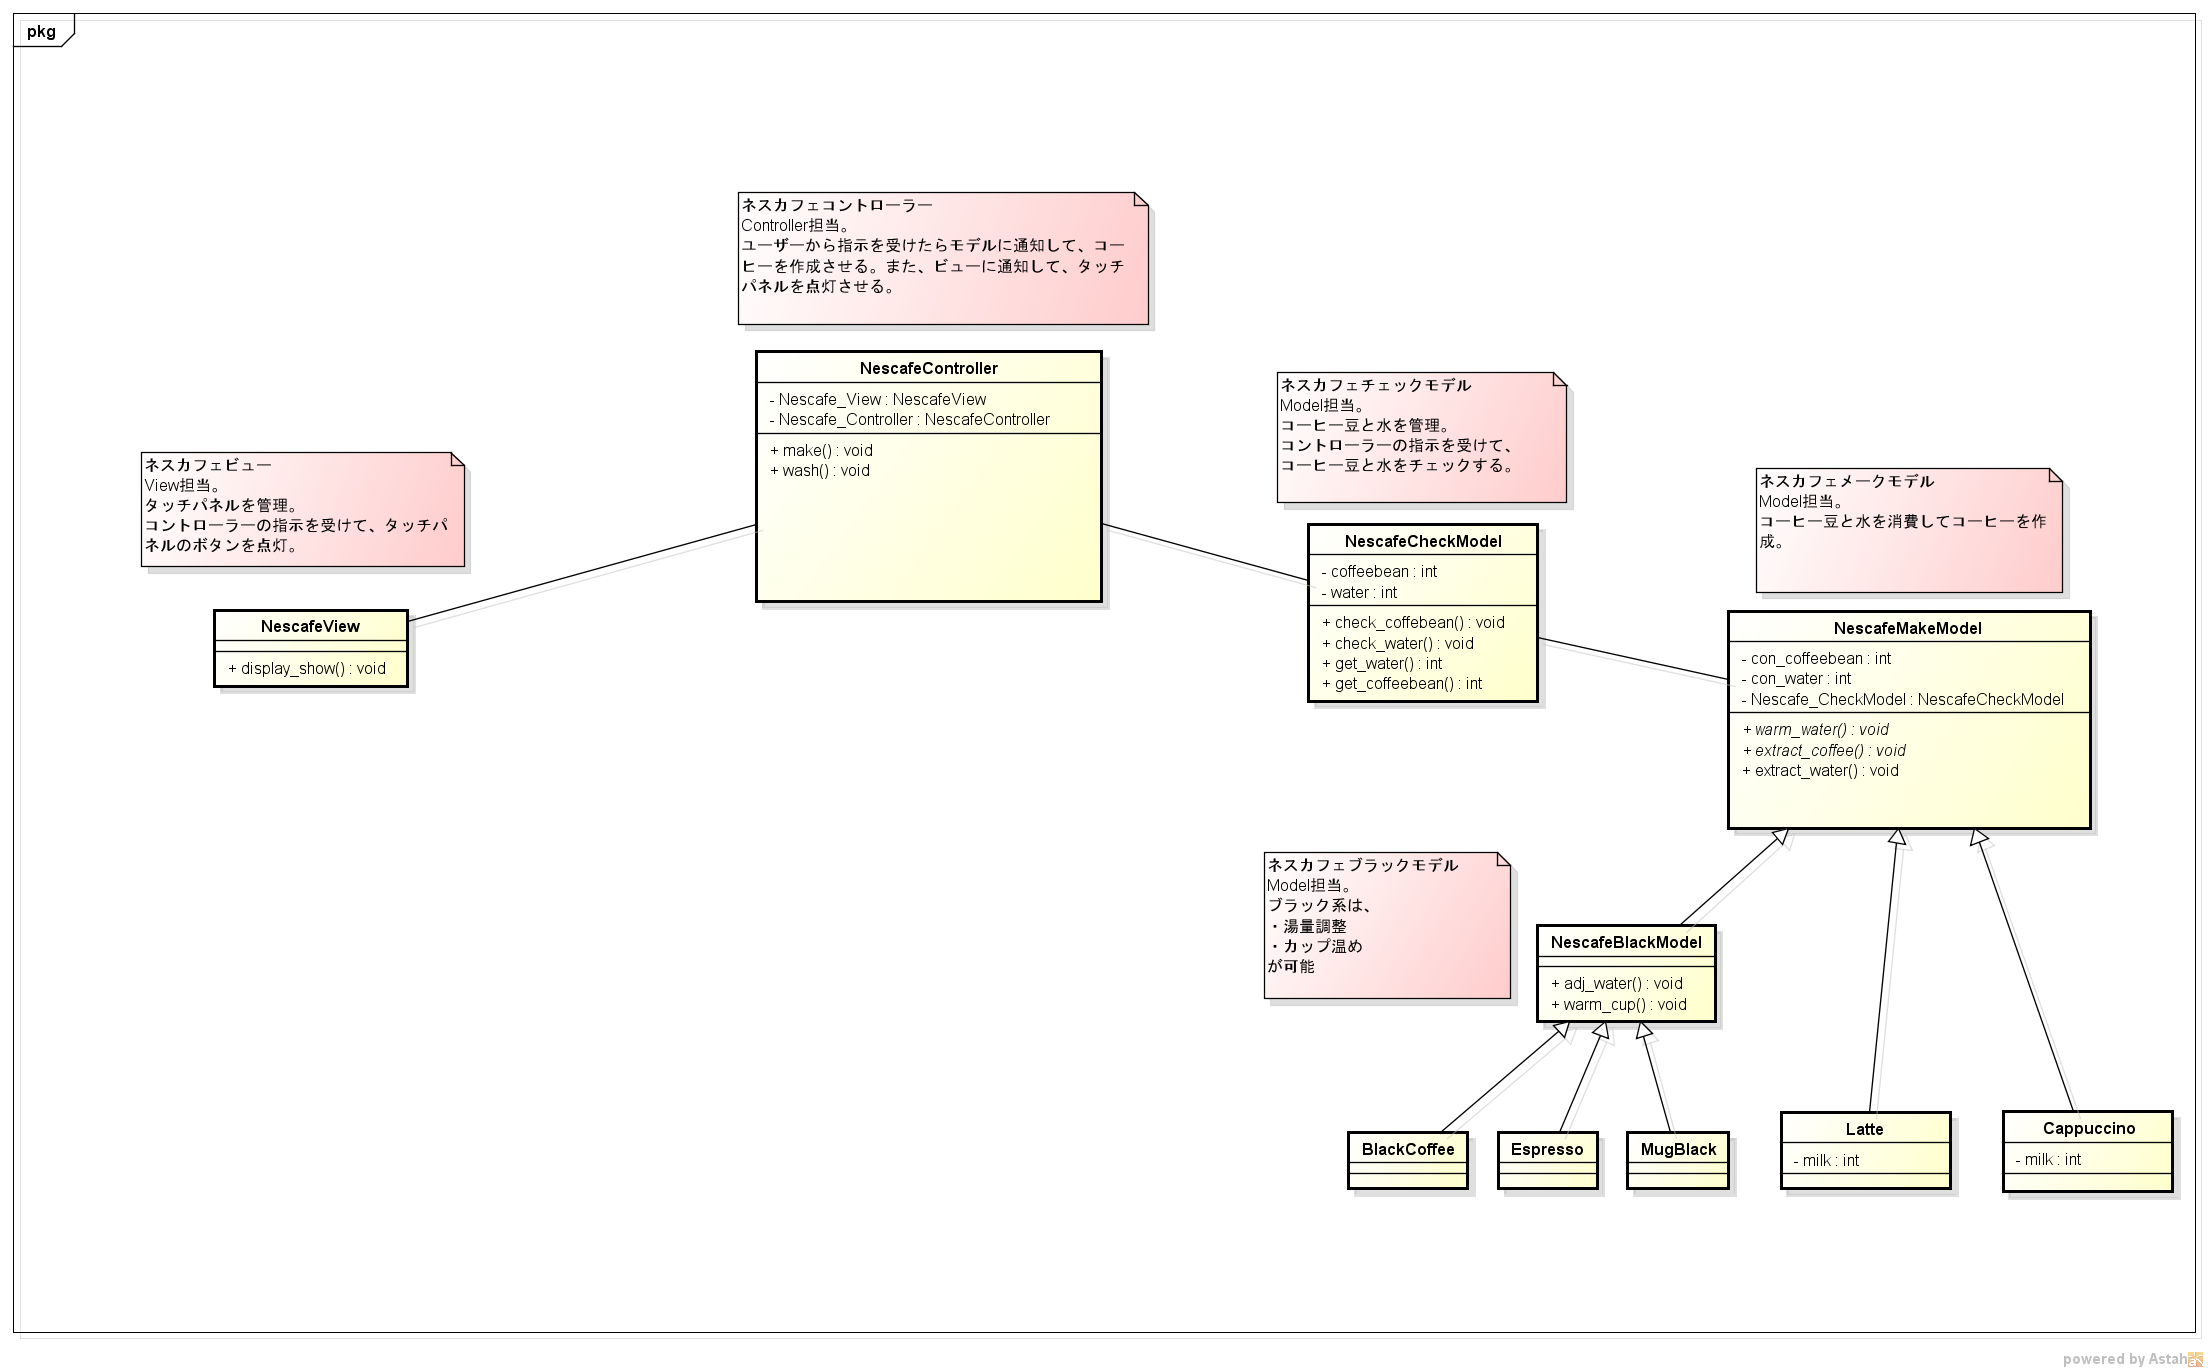 pkg
ネスカフェコントローラー
Controller担当。
ユーザーから指示を受けたらモデルに通知して、コー
ヒーを作成させる。また、ビューに通知して、タッチ
パネルを点灯させる。
NescafeController
- Nescafe_View : NescafeView
- Nescafe_Controller : NescafeController
+ make() : void
+ wash() : void
ネスカフェビュー
View担当。
タッチパネルを管理。
コントローラーの指示を受けて、タッチパ
ネルのボタンを点灯。
NescafeView
+ display_show() : void
ネスカフェチェックモデル
Model担当。
コーヒー豆と水を管理。
コントローラーの指示を受けて、
コーヒー豆と水をチェックする。
NescafeCheckModel
- coffeebean : int
- water : int
+ check_coffebean() : void
+ check_water() : void
+ get_water() : int
+ get_coffeebean() : int
ネスカフェメークモデル
Model担当。
コーヒー豆と水を消費してコーヒーを作
成。
NescafeMakeModel
- con_coffeebean : int
- con_water : int
- Nescafe_CheckModel : NescafeCheckModel
+ warm_water() : void
+ extract_coffee() : void
+ extract_water() : void
ネスカフェブラックモデル
Model担当。
ブラック系は、
・湯量調整
・カップ温め
が可能
NescafeBlackModel
+ adj_water() : void
+ warm_cup() : void
BlackCoffee
Espresso
MugBlack
Latte
- milk : int
Cappuccino
- milk : int
powered by Astah